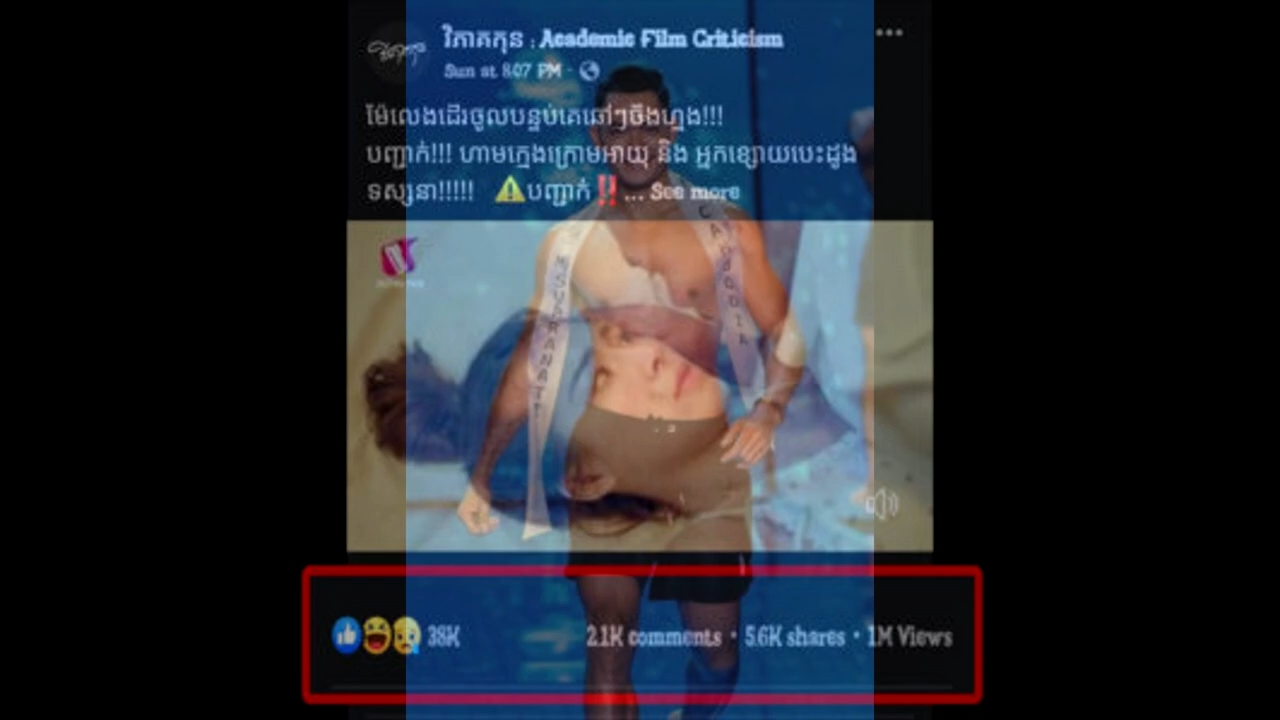 វិភាគកុន : Academic Film Criticism
Sun at 8:07 PM ·
ម៉ែលេងដើរចូលបន្ទប់គេឆៅៗចឹងហ្មង!!!
បញ្ជាក់!!! ហាមក្មេងក្រោមអាយុ និង អ្នកខ្សោយបេះដូង
ទស្សនា!!!!! ⚠️បញ្ជាក់‼️... See more
CAMBODIA
38K
2.1K comments · 5.6K shares · 1M Views